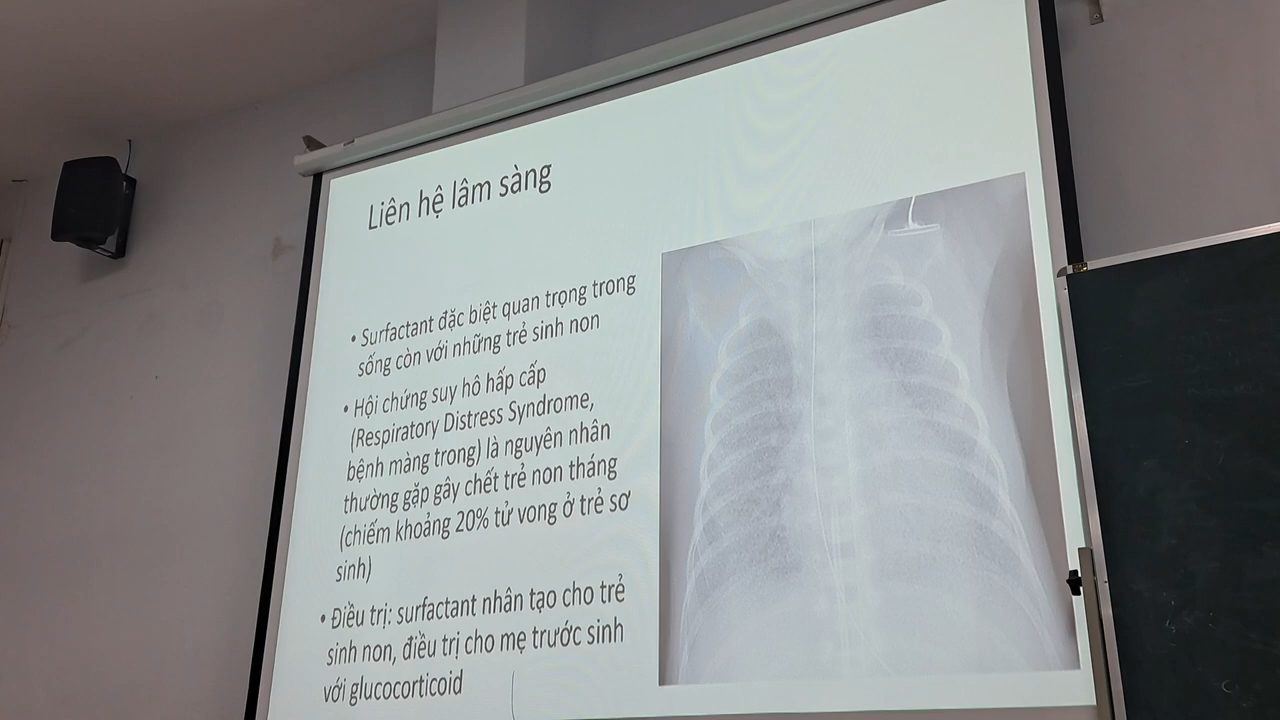 Liên hệ lâm sàng
• Surfactant đặc biệt quan trọng trong
sống còn với những trẻ sinh non
• Hội chứng suy hô hấp cấp
(Respiratory Distress Syndrome,
bệnh màng trong) là nguyên nhân
thường gặp gây chết trẻ non tháng
(chiếm khoảng 20% tử vong ở trẻ sơ
sinh)
• Điều trị: surfactant nhân tạo cho trẻ
sinh non, điều trị cho mẹ trước sinh
với glucocorticoid